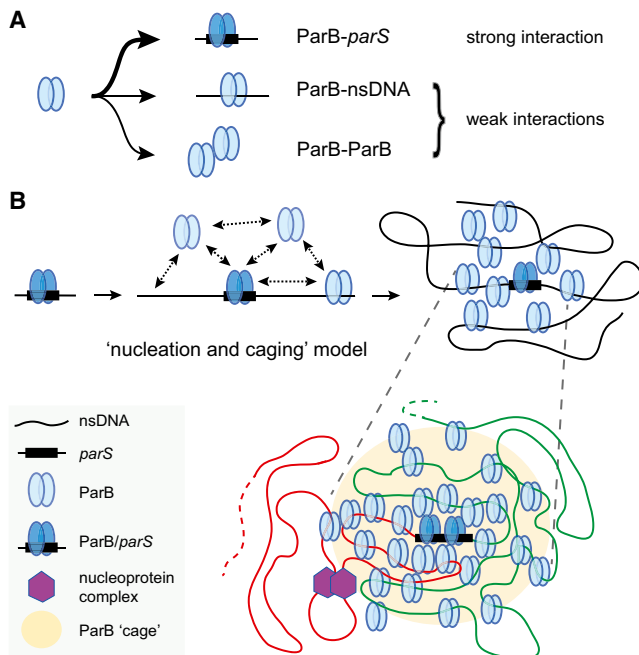 A
ParB-parS
strong interaction
ParB-nsDNA
ParB-ParB
weak interactions
B
'nucleation and caging' model
nsDNA
parS
ParB
ParB/parS
nucleoprotein
complex
ParB 'cage'